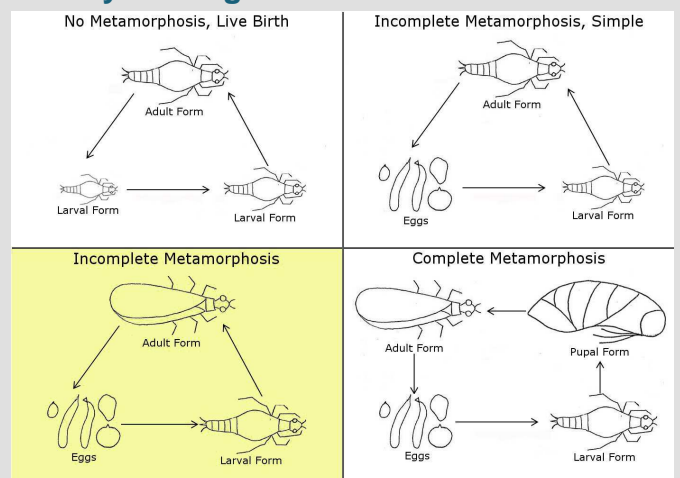 No Metamorphosis, Live Birth
Adult Form
Larval Form
Larval Form
Incomplete Metamorphosis, Simple
Adult Form
Eggs
Larval Form
Incomplete Metamorphosis
Adult Form
Eggs
Larval Form
Complete Metamorphosis
Adult Form
Pupal Form
Eggs
Larval Form